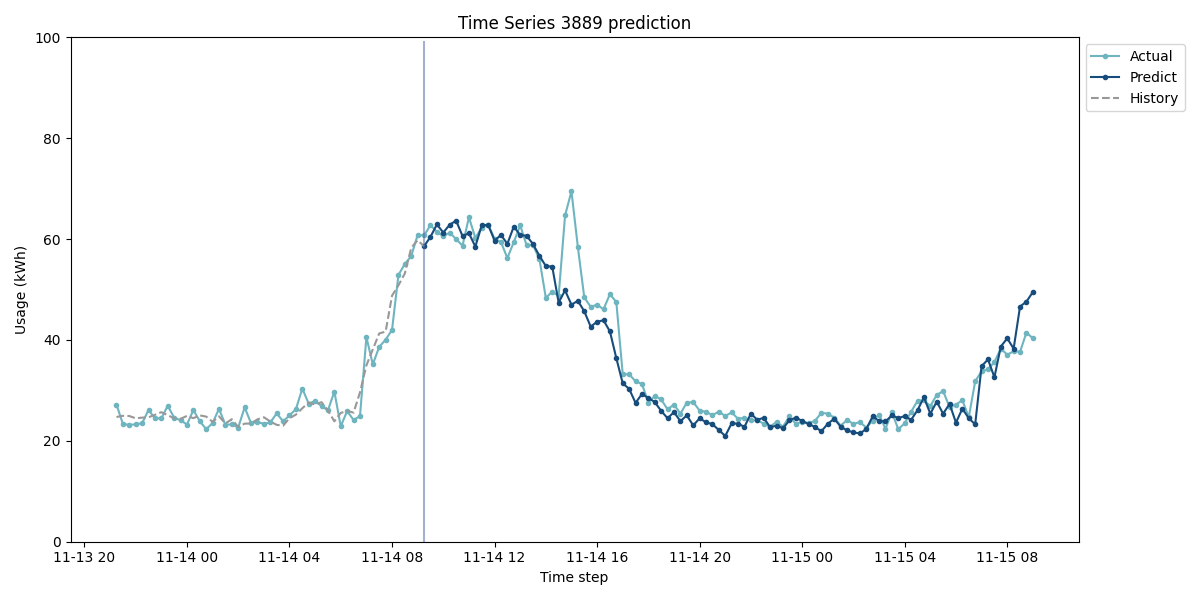 Time Series 3889 prediction
100
80
60
40
20
0
Usage (kWh)
11-13 20
11-14 00
11-14 04
11-14 08
11-14 12
11-14 16
11-14 20
11-15 00
11-15 04
11-15 08
Time step
Actual
Predict
History